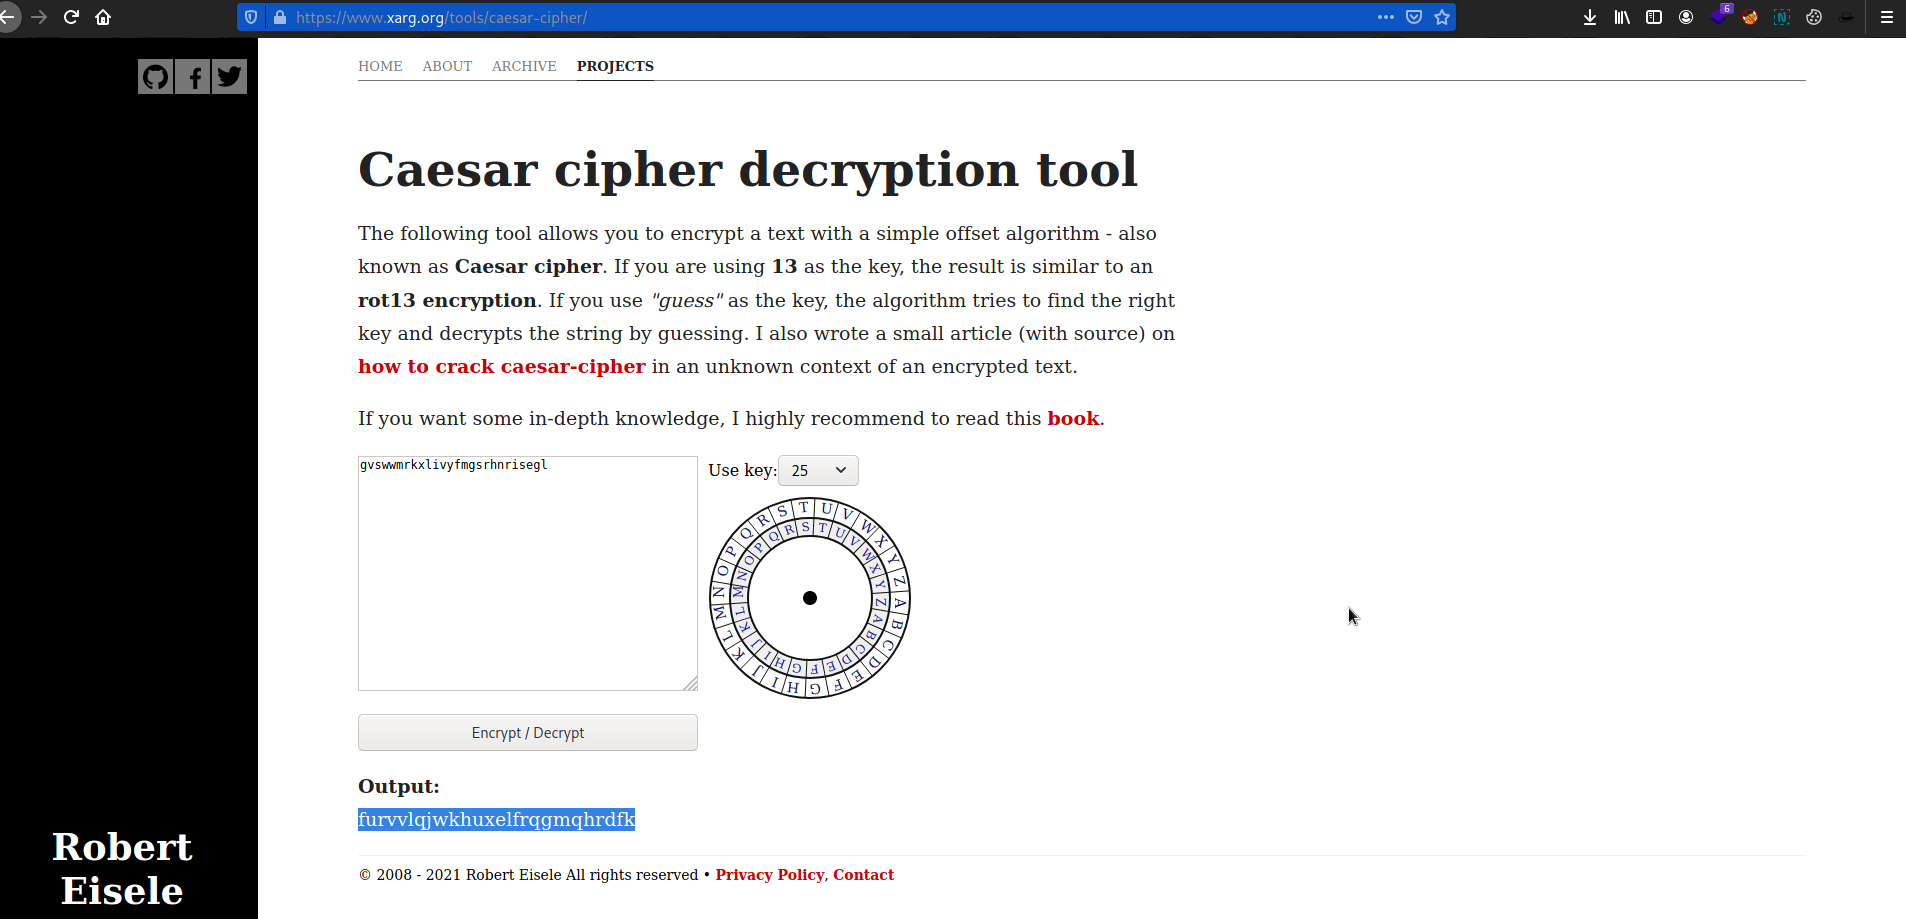 https://www.xarg.org/tools/caesar-cipher/
6
HOME ABOUT ARCHIVE PROJECTS
Caesar cipher decryption tool
The following tool allows you to encrypt a text with a simple offset algorithm - also
known as Caesar cipher. If you are using 13 as the key, the result is similar to an
rot13 encryption. If you use "guess" as the key, the algorithm tries to find the right
key and decrypts the string by guessing. I also wrote a small article (with source) on
how to crack caesar-cipher in an unknown context of an encrypted text.
If you want some in-depth knowledge, I highly recommend to read this book.
gvswwmrkxlivyfmgsrhnrisegl
Use key: 25
A B C D E F G H I J K L M N O P Q R S T U V W X Y Z
A B C D E F G H I J K L M N O P Q R S T U V W X Y Z
Encrypt / Decrypt
Output:
furvvlqjwkhuxelfrqgmqhrdfk
Robert
Eisele
© 2008 - 2021 Robert Eisele All rights reserved • Privacy Policy, Contact